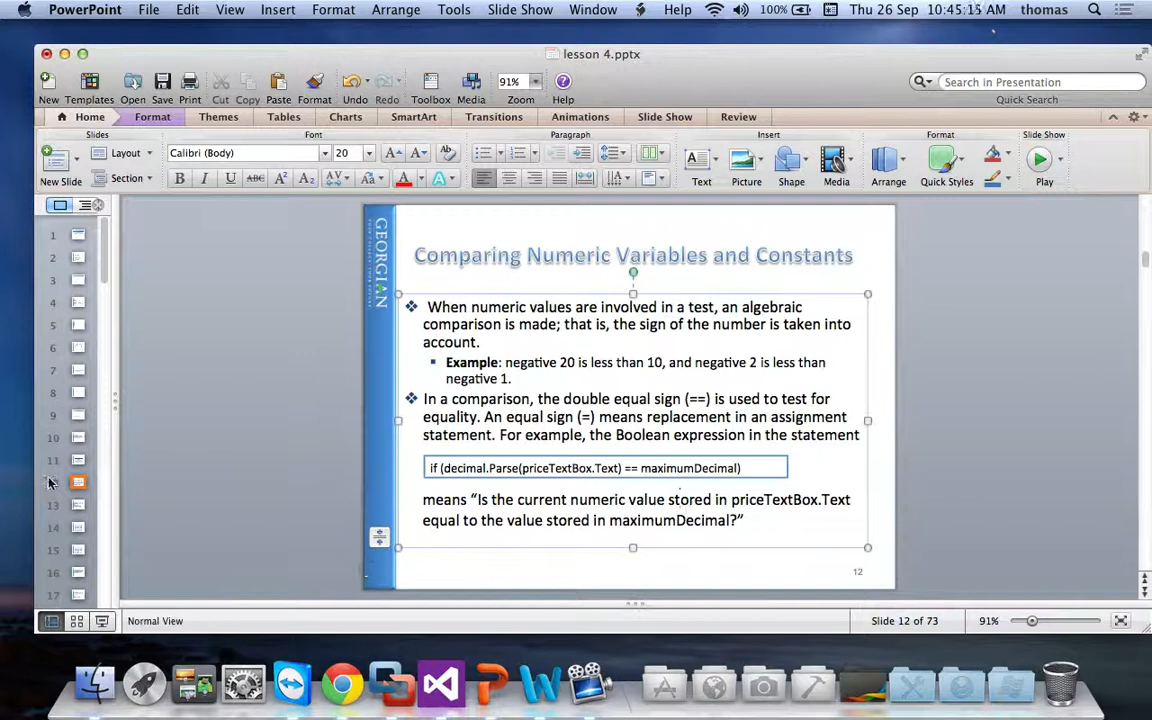 PowerPoint File Edit View Insert Format Arrange Tools Slide Show Window Help 100% Thu 26 Sep 10:45:15 AM thomas
lesson 4.pptx
91% Search in Presentation
New Templates Open Save Print Cut Copy Paste Format Undo Redo Toolbox Media Zoom Help Quick Search
Home Format Themes Tables Charts SmartArt Transitions Animations Slide Show Review
Slides Font Paragraph Insert Format Slide Show
Layout Calibri (Body) 20
New Slide Section B I U ABC Text Picture Shape Media Arrange Quick Styles Play
1
2
3
4
5
6
7
8
9
10
11
13
14
15
16
17
GEORGIAN
Comparing Numeric Variables and Constants
When numeric values are involved in a test, an algebraic
comparison is made; that is, the sign of the number is taken into
account.
Example: negative 20 is less than 10, and negative 2 is less than
negative 1.
In a comparison, the double equal sign (==) is used to test for
equality. An equal sign (=) means replacement in an assignment
statement. For example, the Boolean expression in the statement
if (decimal.Parse(priceTextBox.Text) == maximumDecimal)
means “Is the current numeric value stored in priceTextBox.Text
equal to the value stored in maximumDecimal?”
12
Normal View Slide 12 of 73 91%